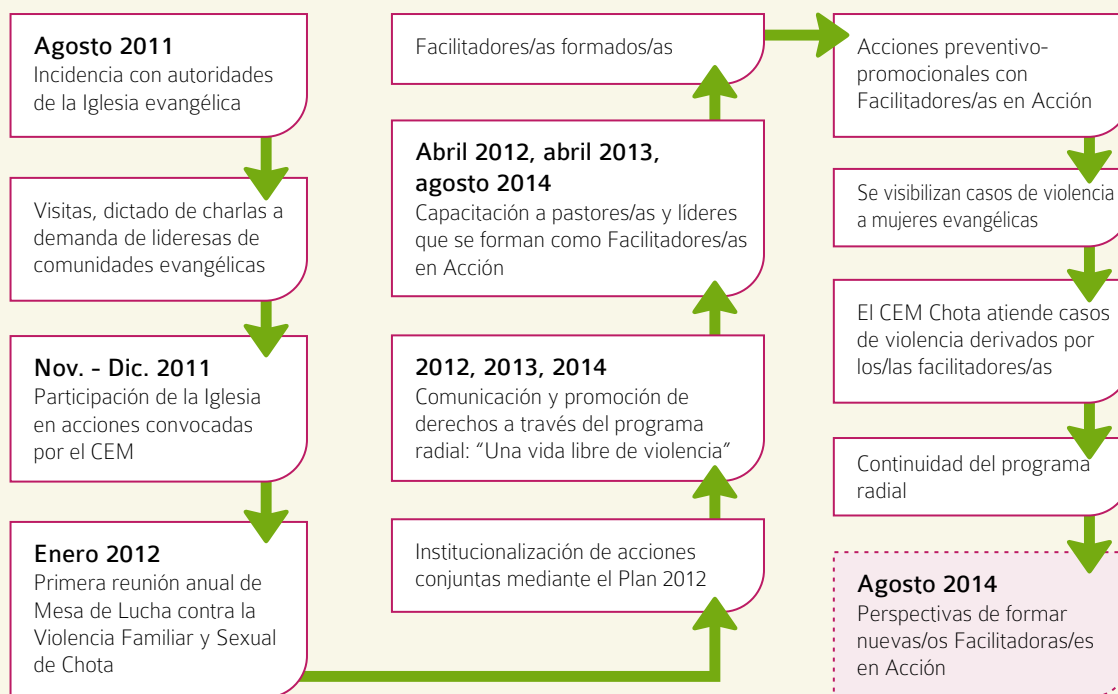 Agosto 2011
Incidencia con autoridades
de la Iglesia evangélica
Visitas, dictado de charlas a
demanda de lideresas de
comunidades evangélicas
Nov. - Dic. 2011
Participación de la Iglesia
en acciones convocadas
por el CEM
Enero 2012
Primera reunión anual de
Mesa de Lucha contra la
Violencia Familiar y Sexual
de Chota
Institucionalización de acciones
conjuntas mediante el Plan 2012
2012, 2013, 2014
Comunicación y promoción de
derechos a través del programa
radial: “Una vida libre de violencia”
Abril 2012, abril 2013,
agosto 2014
Capacitación a pastores/as y líderes
que se forman como Facilitadores/as
en Acción
Facilitadores/as formados/as
Acciones preventivo-
promocionales con
Facilitadores/as en Acción
Se visibilizan casos de violencia
a mujeres evangélicas
El CEM Chota atiende casos
de violencia derivados por
los/las facilitadores/as
Continuidad del programa
radial
Agosto 2014
Perspectivas de formar
nuevas/os Facilitadoras/es
en Acción